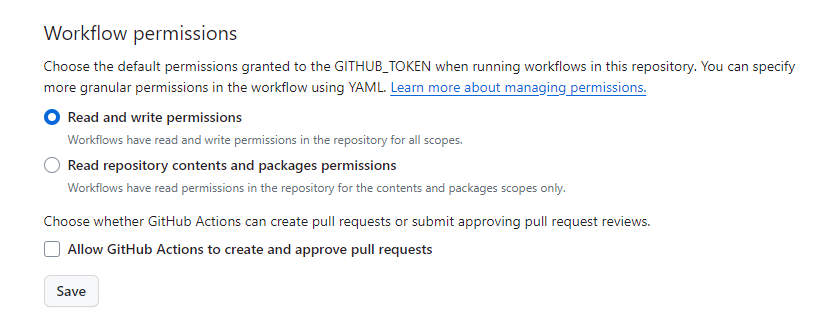 Workflow permissions
Choose the default permissions granted to the GITHUB_TOKEN when running workflows in this repository. You can specify
more granular permissions in the workflow using YAML. Learn more about managing permissions.
Read and write permissions
Workflows have read and write permissions in the repository for all scopes.
Read repository contents and packages permissions
Workflows have read permissions in the repository for the contents and packages scopes only.
Choose whether GitHub Actions can create pull requests or submit approving pull request reviews.
Allow GitHub Actions to create and approve pull requests
Save